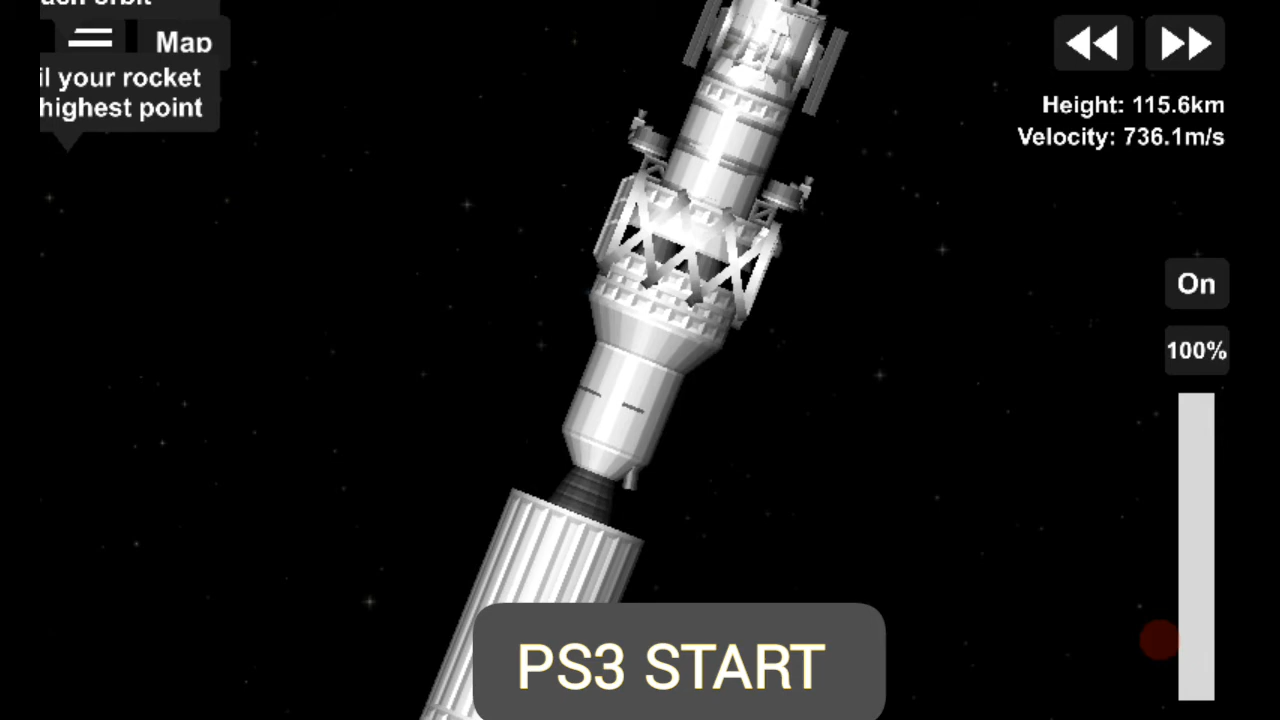 Map
il your rocket
highest point
Height: 115.6km
Velocity: 736.1m/s
On
100%
PS3 START